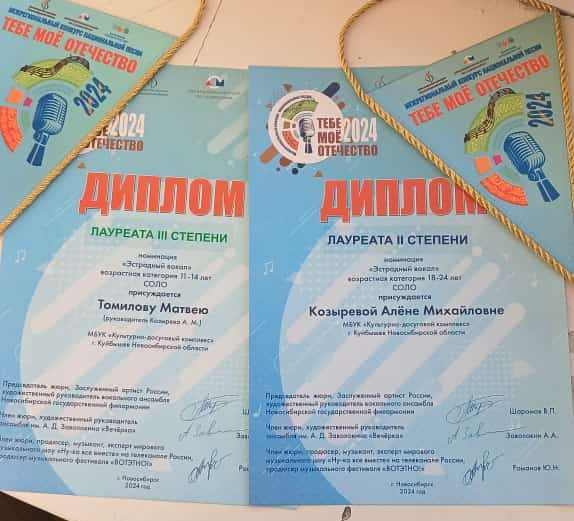 МЕЖРЕГИОНАЛЬНЫЙ КОНКУРС НАЦИОНАЛЬНОЙ ПЕСНИ
ТЕБЕ МОЁ ОТЕЧЕСТВО
2024
2024
ОТЕЧЕСТВО
ДИПЛОМ
ЛАУРЕАТА III СТЕПЕНИ
номинация
«Эстрадный вокал»
возрастная категория 11-14 лет
СОЛО
присуждается
Томилову Матвею
(руководитель Козырева А. М.)
МБУК «Культурно-досуговый комплекс»
г. Куйбышев Новосибирской области
Председатель жюри, Заслуженный артист России,
художественный руководитель вокального ансамбля
Новосибирской государственной филармонии
Член жюри, художественный руководитель
ансамбля им. А. Д. Заволокина «Вечёрка»
Член жюри, продюсер, музыкант, эксперт мирового
музыкального шоу «Ну-ка все вместе» на телеканале Россия,
продюсер музыкального фестиваля «ВОТЭТНО!»
г. Новосибирск
2024 год
МЕЖРЕГИОНАЛЬНЫЙ КОНКУРС НАЦИОНАЛЬНОЙ ПЕСНИ
ТЕБЕ МОЁ ОТЕЧЕСТВО
2024
ТЕБЕ 2024
МОЁ
ОТЕЧЕСТВО
ДИПЛОМ
ЛАУРЕАТА II СТЕПЕНИ
номинация
«Эстрадный вокал»
возрастная категория 18-24 лет
СОЛО
присуждается
Козыревой Алёне Михайловне
МБУК «Культурно-досуговый комплекс»
г. Куйбышев Новосибирской области
Председатель жюри, Заслуженный артист России,
художественный руководитель вокального ансамбля
Новосибирской государственной филармонии
Шаромов В.П.
Член жюри, художественный руководитель
ансамбля им. А. Д. Заволокина «Вечёрка»
Заволокин А.А.
Член жюри, продюсер, музыкант, эксперт мирового
музыкального шоу «Ну-ка все вместе» на телеканале Россия,
продюсер музыкального фестиваля «ВОТЭТНО!»
Романов Ю.Н.
г. Новосибирск
2024 год